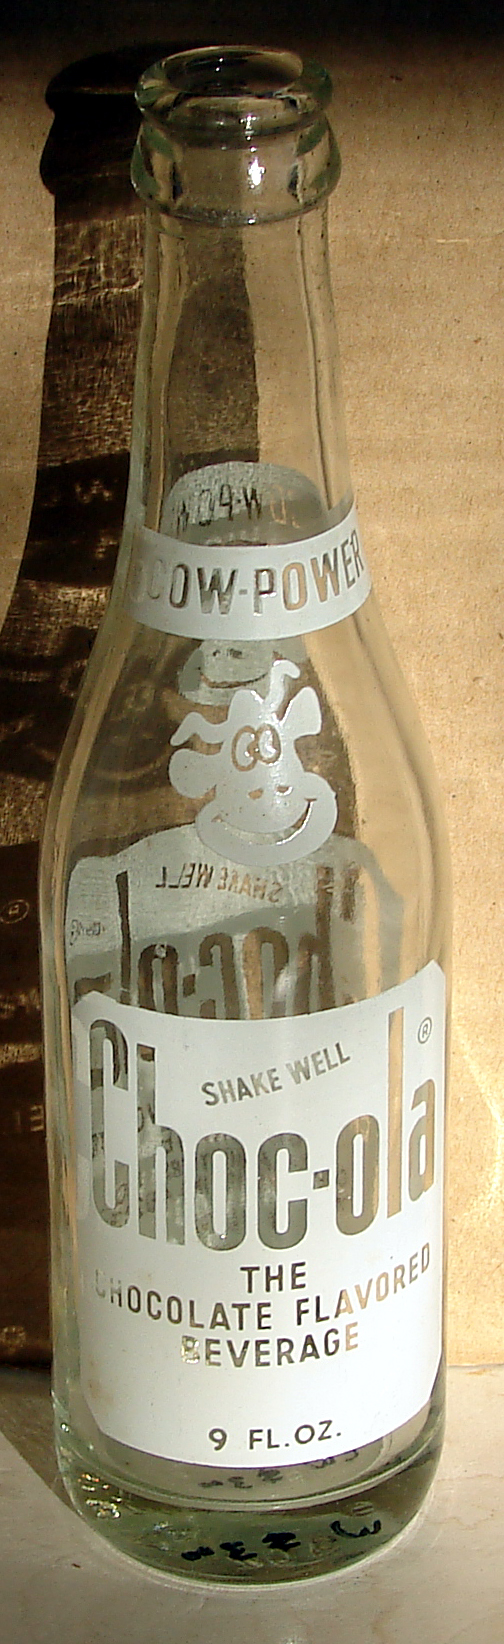 COW-POWER
SHAKE WELL
Choc-ola ®
THE
CHOCOLATE FLAVORED
BEVERAGE
9 FL.OZ.